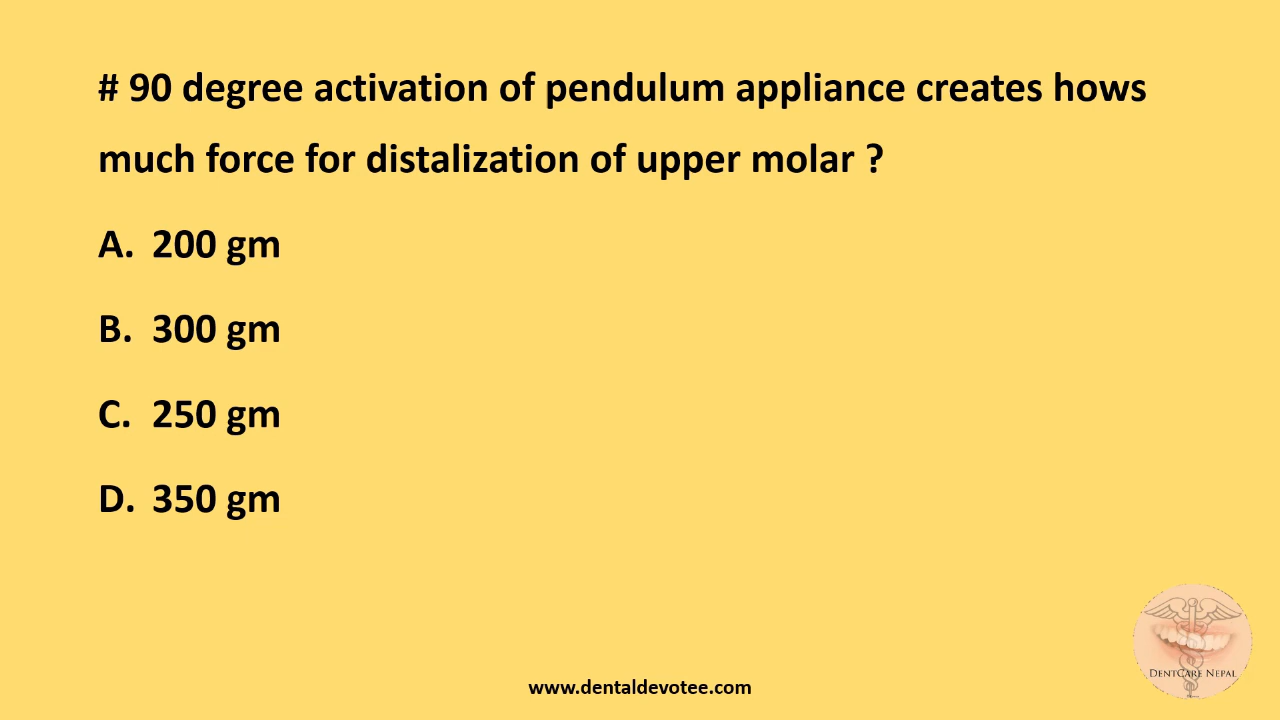 # 90 degree activation of pendulum appliance creates hows
much force for distalization of upper molar ?
A. 200 gm
B. 300 gm
C. 250 gm
D. 350 gm
DENTCARE NEPAL
www.dentaldevotee.com